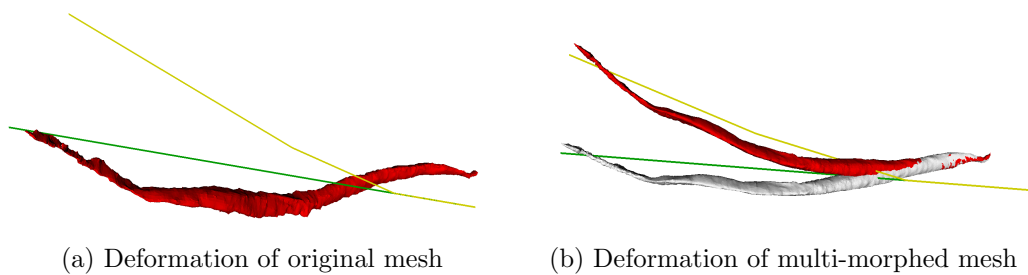 (a) Deformation of original mesh
(b) Deformation of multi-morphed mesh